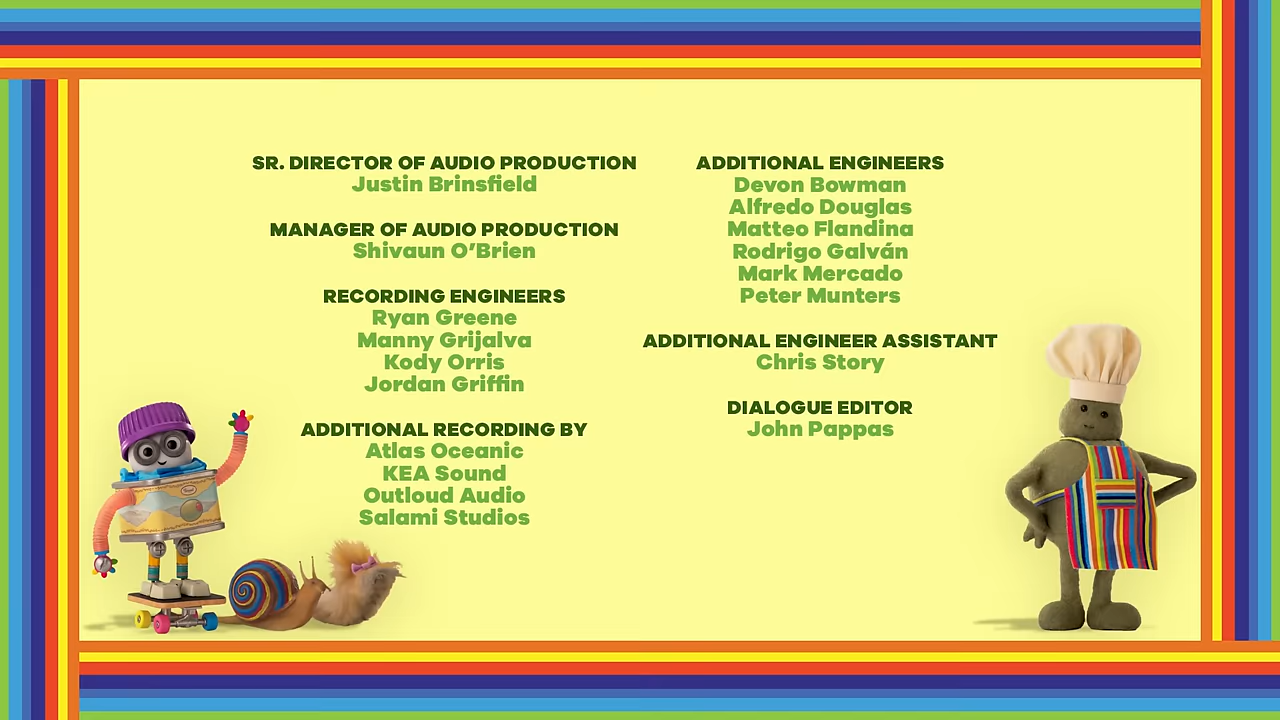 SR. DIRECTOR OF AUDIO PRODUCTION
Justin Brinsfield
MANAGER OF AUDIO PRODUCTION
Shivaun O’Brien
RECORDING ENGINEERS
Ryan Greene
Manny Grijalva
Kody Orris
Jordan Griffin
ADDITIONAL RECORDING BY
Atlas Oceanic
KEA Sound
Outloud Audio
Salami Studios
ADDITIONAL ENGINEERS
Devon Bowman
Alfredo Douglas
Matteo Flandina
Rodrigo Galván
Mark Mercado
Peter Munters
ADDITIONAL ENGINEER ASSISTANT
Chris Story
DIALOGUE EDITOR
John Pappas